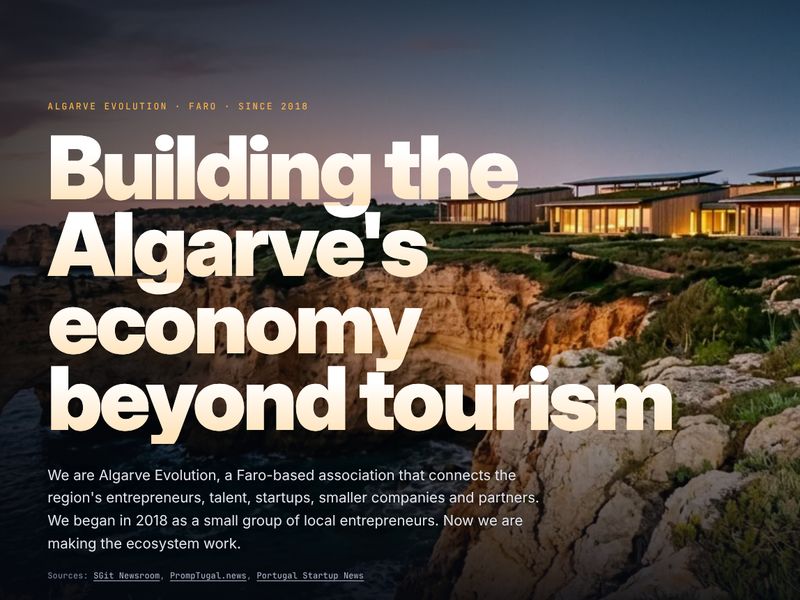 ALGARVE EVOLUTION · FARO · SINCE 2018
Building the
Algarve's
economy
beyond tourism
We are Algarve Evolution, a Faro-based association that connects the
region's entrepreneurs, talent, startups, smaller companies and partners.
We began in 2018 as a small group of local entrepreneurs. Now we are
making the ecosystem work.
Sources: SGit Newsroom, PrompTugal.news, Portugal Startup News